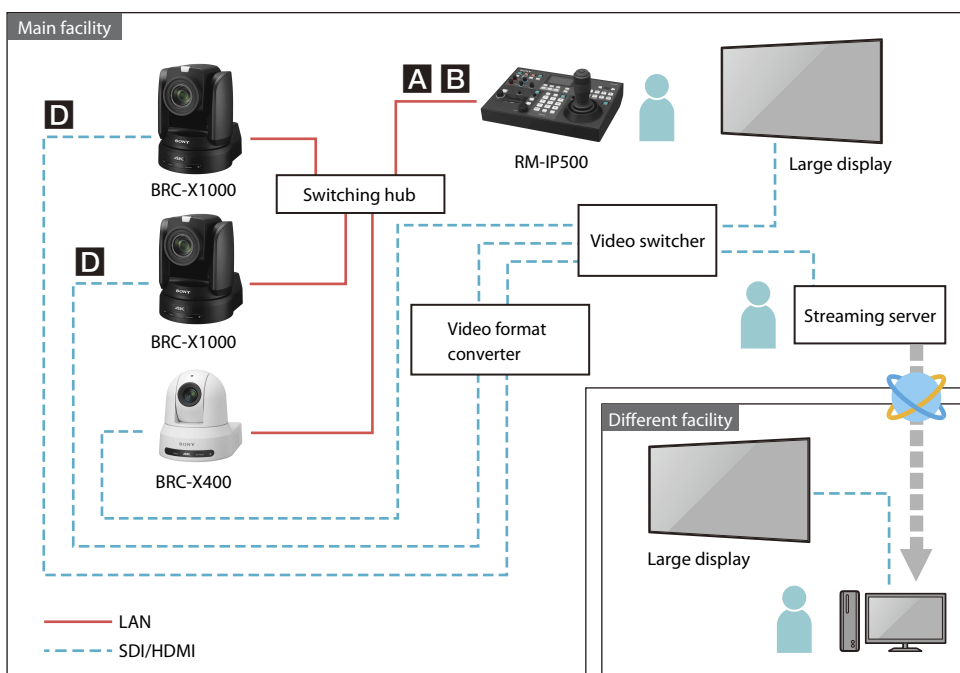 Main facility
A B
D
RM-IP500
Large display
BRC-X1000
Switching hub
Video switcher
D
BRC-X1000
Video format
converter
Streaming server
Different facility
SONY
BRC-X400
Large display
LAN
SDI/HDMI